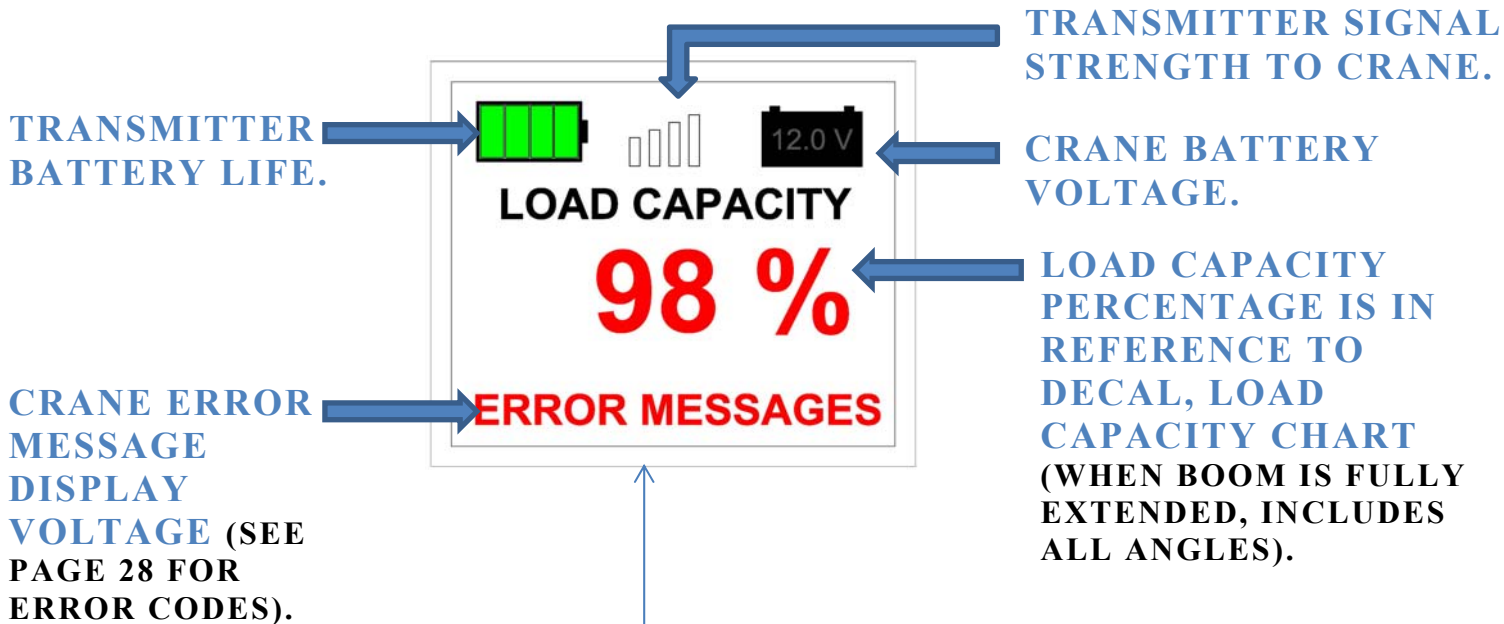 TRANSMITTER SIGNAL
STRENGTH TO CRANE.
TRANSMITTER
BATTERY LIFE.
12.0 V
CRANE BATTERY
VOLTAGE.
LOAD CAPACITY
98 %
LOAD CAPACITY
PERCENTAGE IS IN
REFERENCE TO
DECAL, LOAD
CAPACITY CHART
(WHEN BOOM IS FULLY
EXTENDED, INCLUDES
ALL ANGLES).
CRANE ERROR
MESSAGE
DISPLAY
VOLTAGE (SEE
PAGE 28 FOR
ERROR CODES).
ERROR MESSAGES